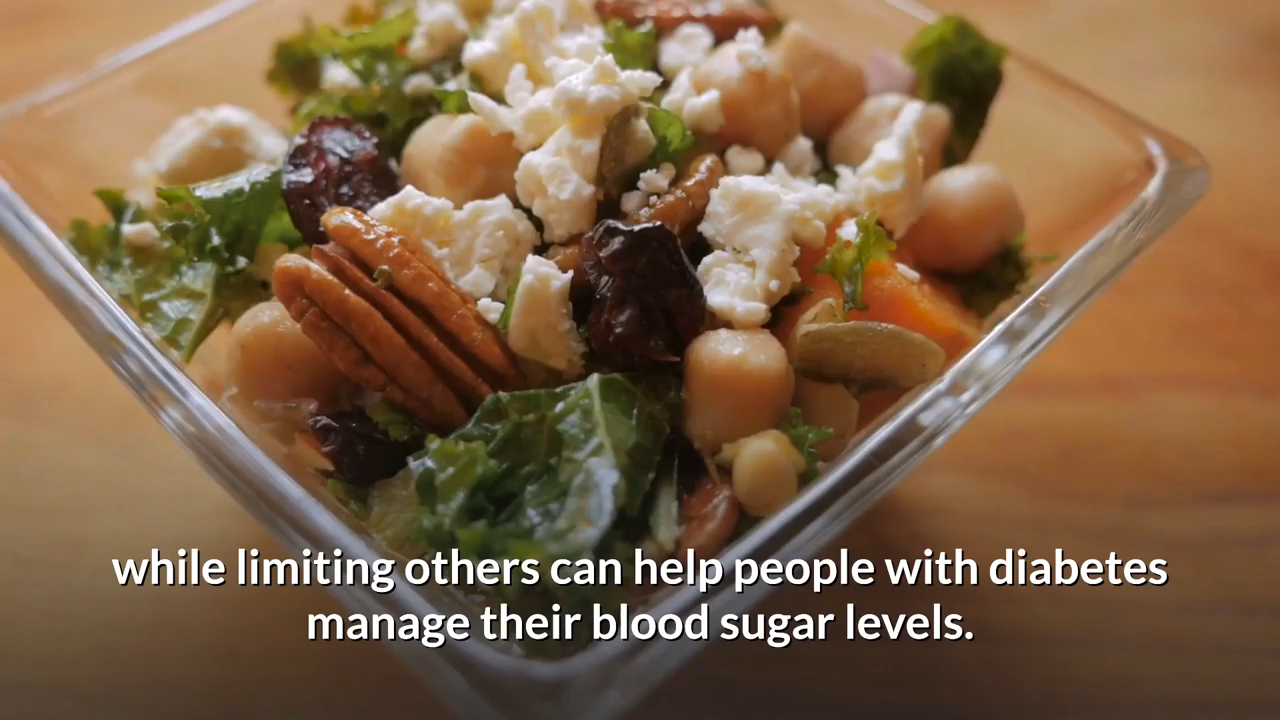 while limiting others can help people with diabetes
manage their blood sugar levels.